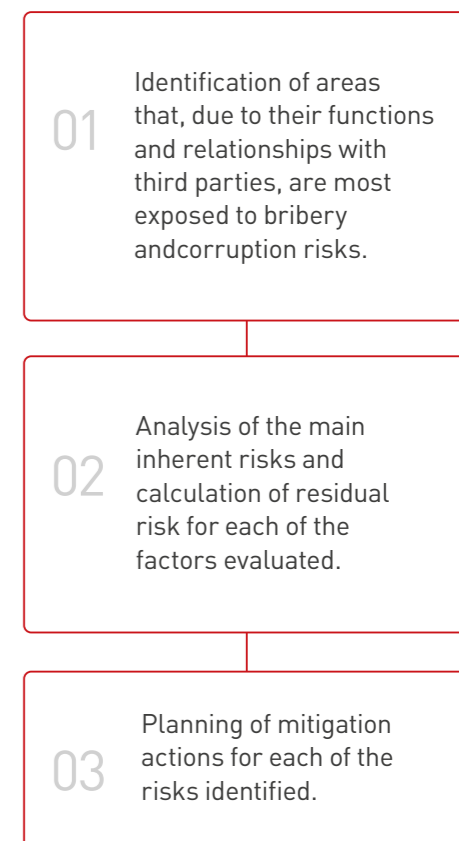 01
Identification of areas
that, due to their functions
and relationships with
third parties, are most
exposed to bribery
andcorruption risks.
02
Analysis of the main
inherent risks and
calculation of residual
risk for each of the
factors evaluated.
03
Planning of mitigation
actions for each of the
risks identified.